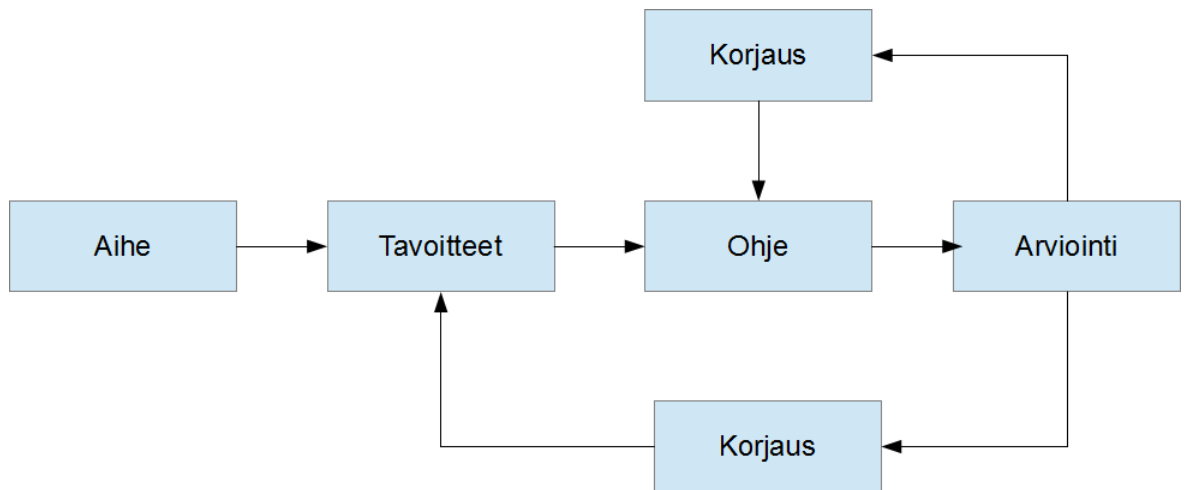 Korjaus
Aihe
Tavoitteet
Ohje
Arviointi
Korjaus